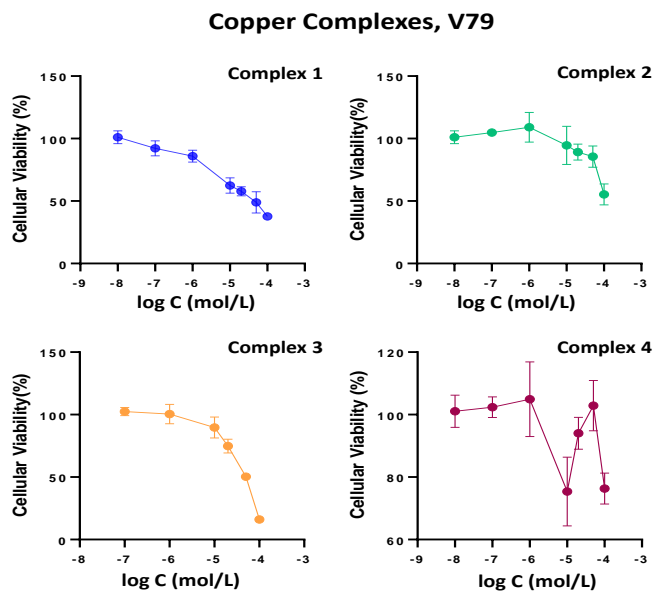 Copper Complexes, V79
Complex 1
Cellular Viability (%)
150
100
50
0
-9 -8 -7 -6 -5 -4 -3
log C (mol/L)
Complex 2
Cellular Viability(%)
150
100
50
0
-9 -8 -7 -6 -5 -4 -3
log C (mol/L)
Complex 3
Cellular Viability(%)
150
100
50
0
-8 -7 -6 -5 -4 -3
log C (mol/L)
Complex 4
Cellular Viability (%)
120
100
80
60
-9 -8 -7 -6 -5 -4 -3
log C (mol/L)